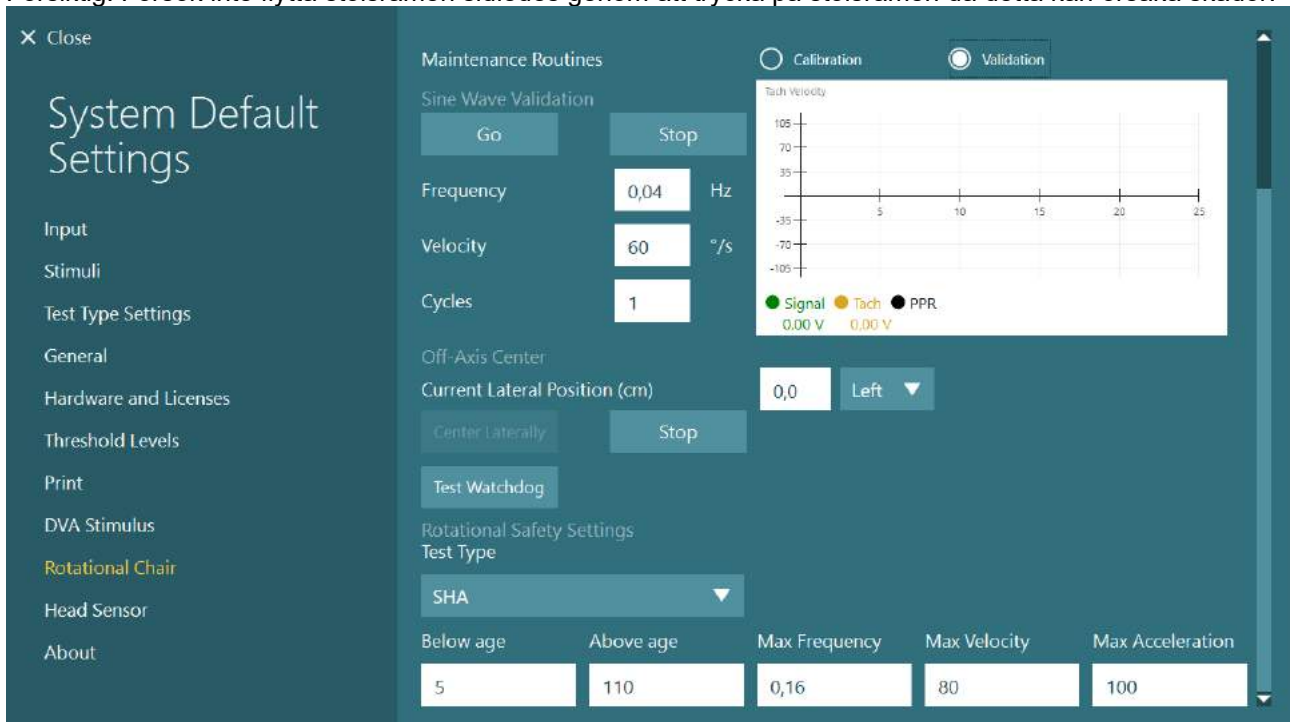 × Close
System Default
Settings
Input
Stimuli
Test Type Settings
General
Hardware and Licenses
Threshold Levels
Print
DVA Stimulus
Rotational Chair
Head Sensor
About
Maintenance Routines
Calibration Validation
Sine Wave Validation
Go Stop
Frequency 0,04 Hz
Velocity 60 °/s
Cycles 1
Tach Velocity
105
70
35
-35
-70
-105
5 10 15 20 25
Signal Tach PPR
0.00 V 0.00 V
Off-Axis Center
Current Lateral Position (cm) 0,0 Left
Center Laterally Stop
Test Watchdog
Rotational Safety Settings
Test Type
SHA
Below age Above age Max Frequency Max Velocity Max Acceleration
5 110 0,16 80 100